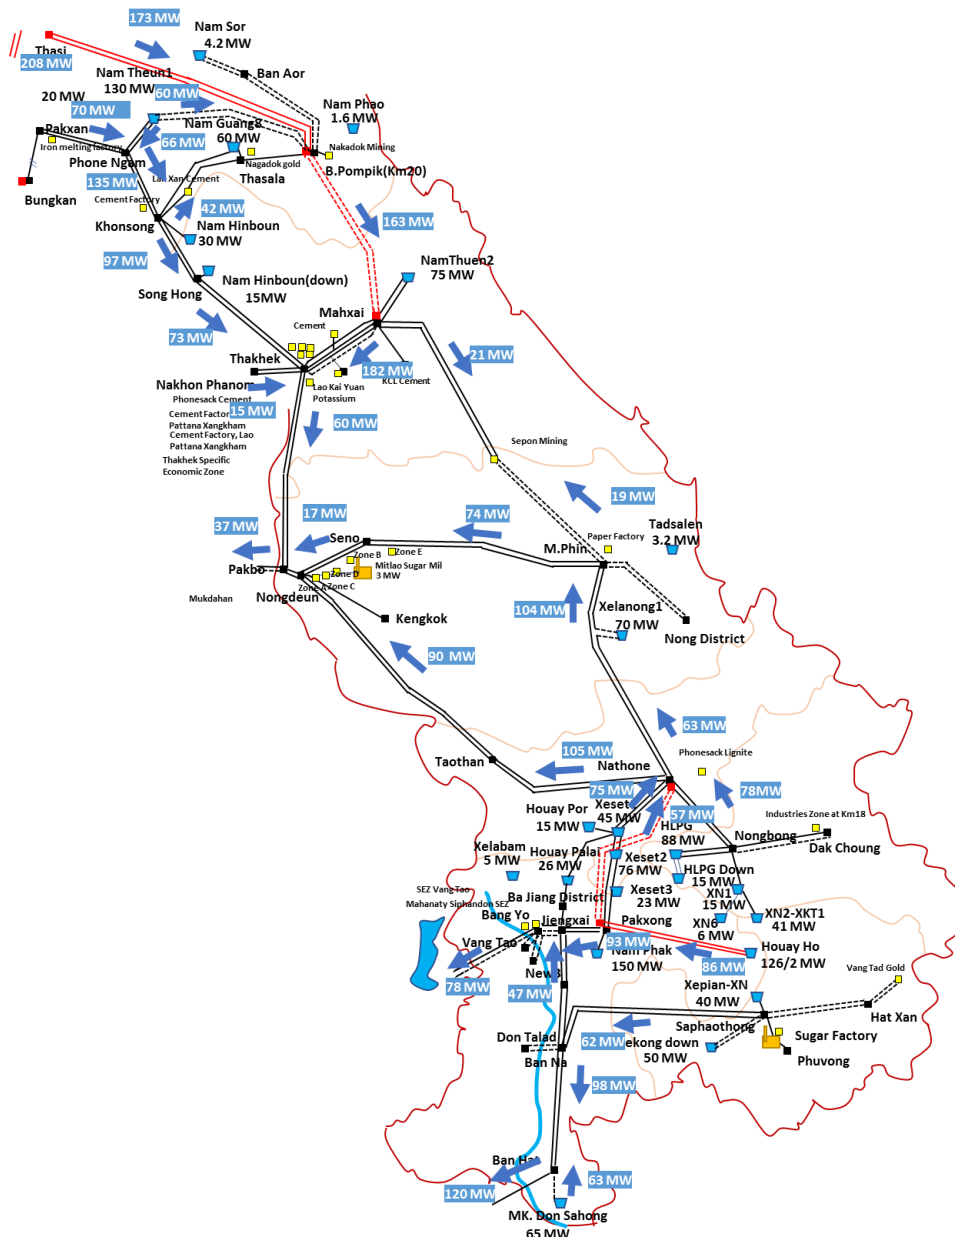 173 MW
Nam Sor
4.2 MW
Thasi
208 MW
Ban Aor
Nam Theun1
130 MW
60 MW
20 MW
70 MW
Nam Phao
1.6 MW
Pakxan
Iron melting factory
66 MW
60 MW
Nakadok Mining
Phone Ngam
Nagadok gold
B.Pompik(Km20)
Thasala
135 MW
Xan Cement
Bungkan
Cement Factory
42 MW
163 MW
Khonsong
Nam Hinboun
30 MW
97 MW
NamThuen2
75 MW
Song Hong
Nam Hinboun(down)
15MW
Mahxai
Cement
73 MW
21 MW
Thakhek
182 MW
KCL Cement
Nakhon Phanom
Lao Kai Yuan
Potassium
Phonesack Cement
15 MW
Cement Factor
60 MW
Pattana Xangkham
Cement Factory, Lao
Pattana Xangkham
Thakhek Specific
Economic Zone
Sepon Mining
19 MW
37 MW
17 MW
74 MW
Tadsalen
3.2 MW
Seno
Paper Factory
Zone B
Zone E
M.Phin
Pakbo
Mitlao Sugar Mil
3 MW
Zone D
Zone A
Zone C
Mukdahan
Nongdeun
Xelanong1
70 MW
104 MW
Kengkok
Nong District
90 MW
63 MW
Phonesack Lignite
105 MW
Nathone
Taothan
75 MW
78MW
Houay Por
15 MW
45 MW
57 MW
Industries Zone at Km18
HLPG
88 MW
Nongbong
Dak Choung
Xelabam
5 MW
Houay Palai
26 MW
Xeset2
76 MW
HLPG Down
15 MW
SEZ Vang Tao
Xeset3
23 MW
XN1
15 MW
Mahanaty Siphandon SEZ
Ba Jiang District
XN6
6 MW
XN2-XKT1
41 MW
Bang Yo
Jiengxai
Pakxong
Vang Tao
93 MW
150 MW
86 MW
Houay Ho
126/2 MW
78 MW
47 MW
Vang Tad Gold
Xepian-XN
40 MW
Hat Xan
Saphaothong
Don Talad
62 MW
ekong down
50 MW
Sugar Factory
Ban Na
Phuvong
98 MW
120 MW
63 MW
MK. Don Sahong
65 MW